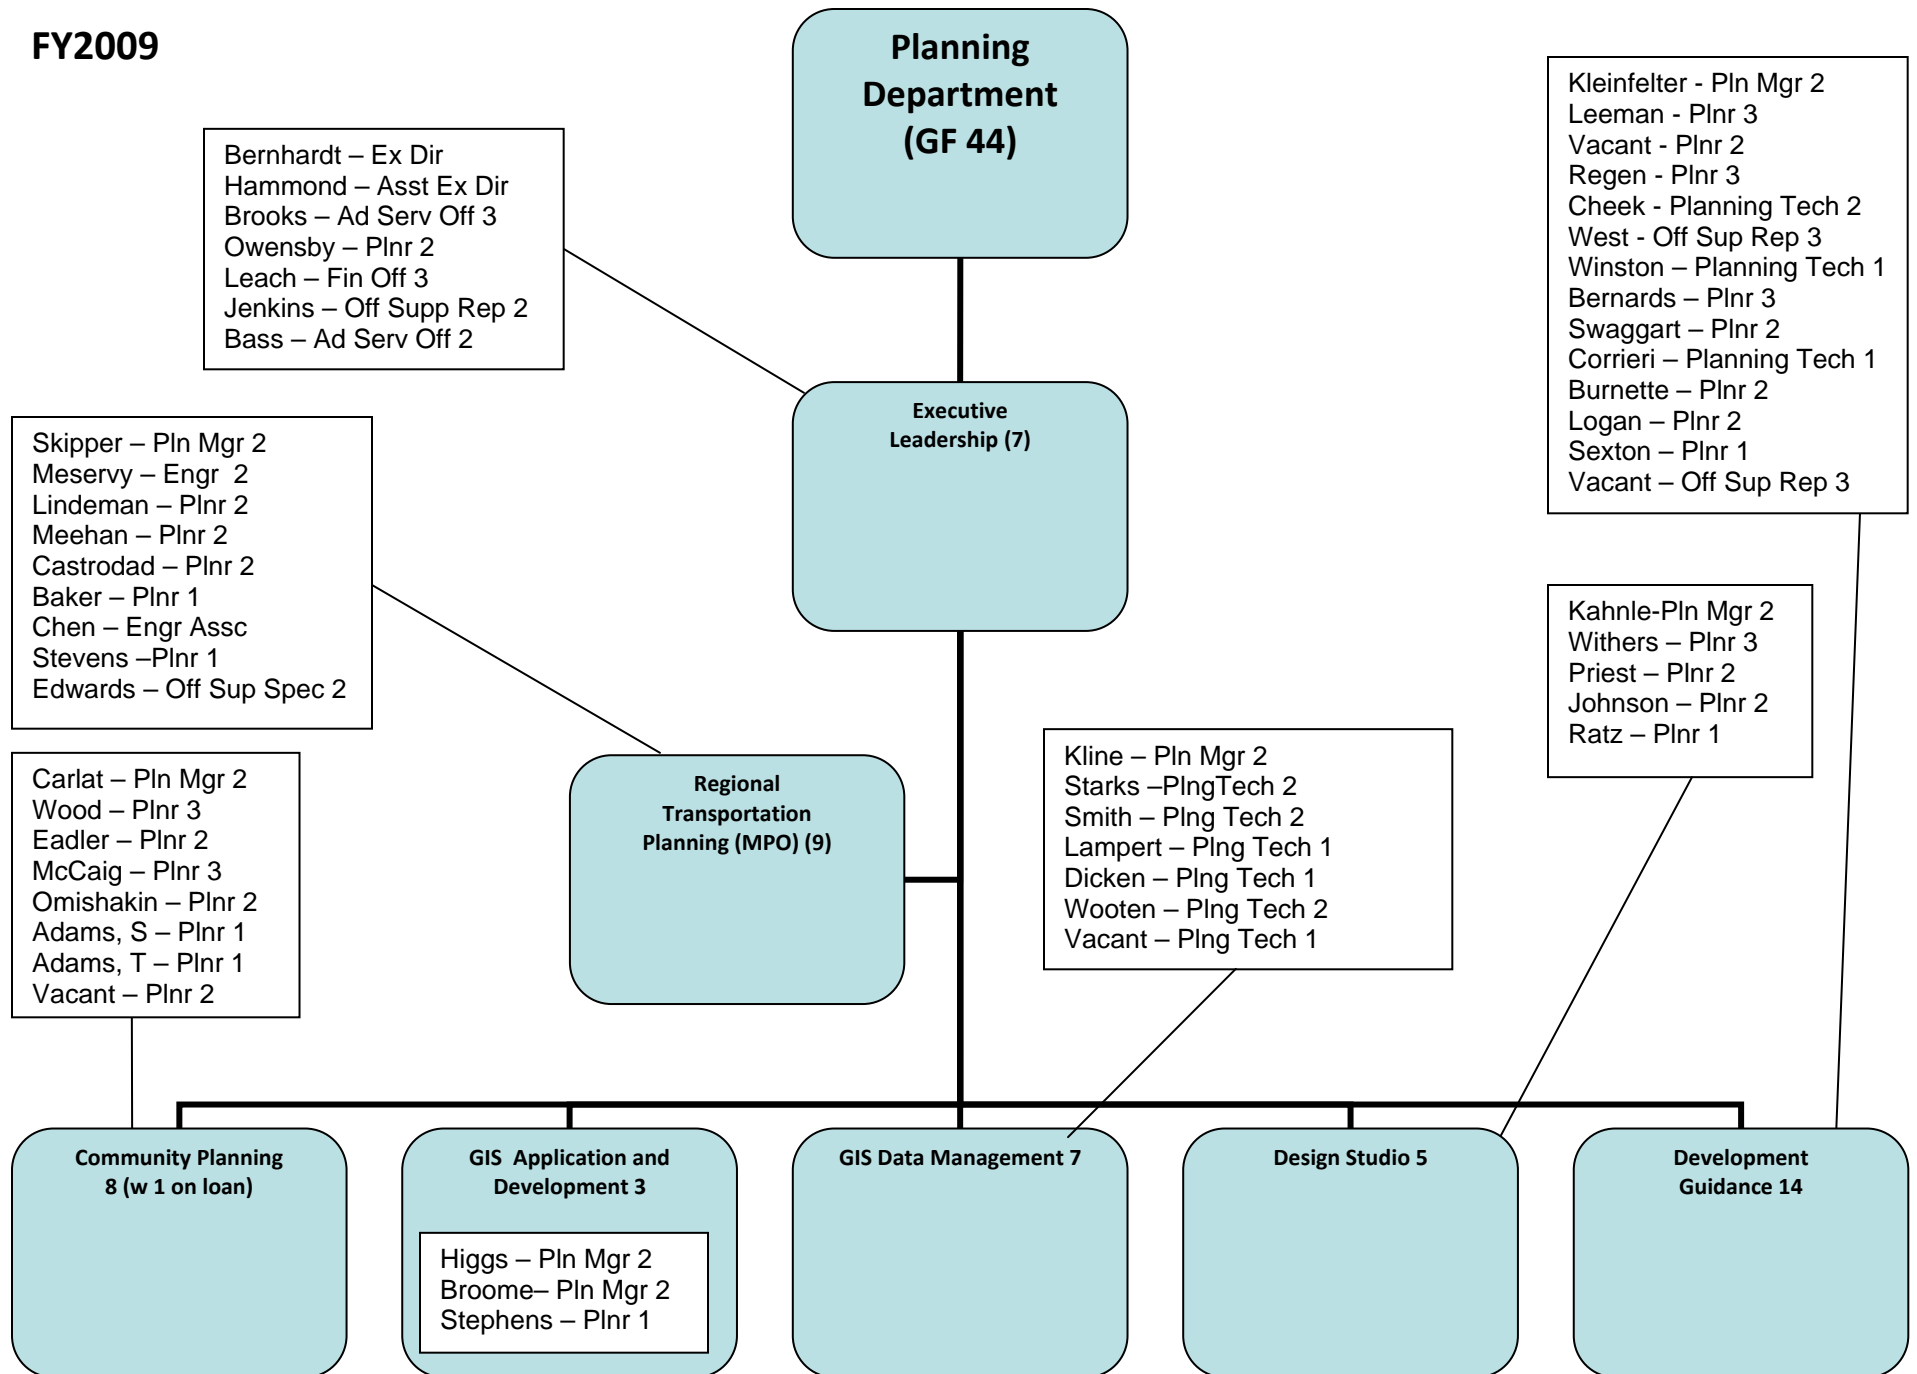 FY2009
Planning
Department
(GF 44)
Bernhardt – Ex Dir
Hammond – Asst Ex Dir
Brooks – Ad Serv Off 3
Owensby – Plnr 2
Leach – Fin Off 3
Jenkins – Off Supp Rep 2
Bass – Ad Serv Off 2
Kleinfelter - Pln Mgr 2
Leeman - Plnr 3
Vacant - Plnr 2
Regen - Plnr 3
Cheek - Planning Tech 2
West - Off Sup Rep 3
Winston – Planning Tech 1
Bernards – Plnr 3
Swaggart – Plnr 2
Corrieri – Planning Tech 1
Burnette – Plnr 2
Logan – Plnr 2
Sexton – Plnr 1
Vacant – Off Sup Rep 3
Executive
Leadership (7)
Skipper – Pln Mgr 2
Meservy – Engr  2
Lindeman – Plnr 2
Meehan – Plnr 2
Castrodad – Plnr 2
Baker – Plnr 1
Chen – Engr Assc
Stevens –Plnr 1
Edwards – Off Sup Spec 2
Kahnle-Pln Mgr 2
Withers – Plnr 3
Priest – Plnr 2
Johnson – Plnr 2
Ratz – Plnr 1
Regional
Transportation
Planning (MPO) (9)
Kline – Pln Mgr 2
Starks –PlngTech 2
Smith – Plng Tech 2
Lampert – Plng Tech 1
Dicken – Plng Tech 1
Wooten – Plng Tech 2
Vacant – Plng Tech 1
Carlat – Pln Mgr 2
Wood – Plnr 3
Eadler – Plnr 2
McCaig – Plnr 3
Omishakin – Plnr 2
Adams, S – Plnr 1
Adams, T – Plnr 1
Vacant – Plnr 2
Community Planning
8 (w 1 on loan)
GIS  Application and
Development 3
Higgs – Pln Mgr 2
Broome– Pln Mgr 2
Stephens – Plnr 1
GIS Data Management 7
Design Studio 5
Development
Guidance 14